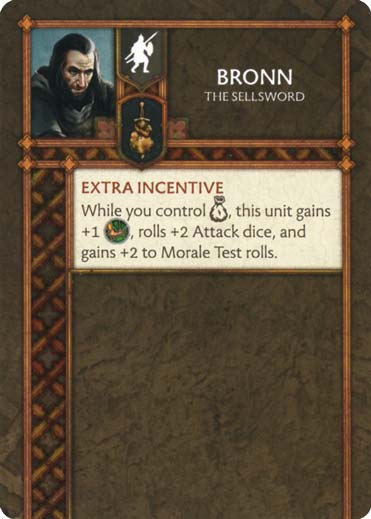 BRONN
THE SELLSWORD
EXTRA INCENTIVE
While you control , this unit gains
+1 , rolls +2 Attack dice, and
gains +2 to Morale Test rolls.